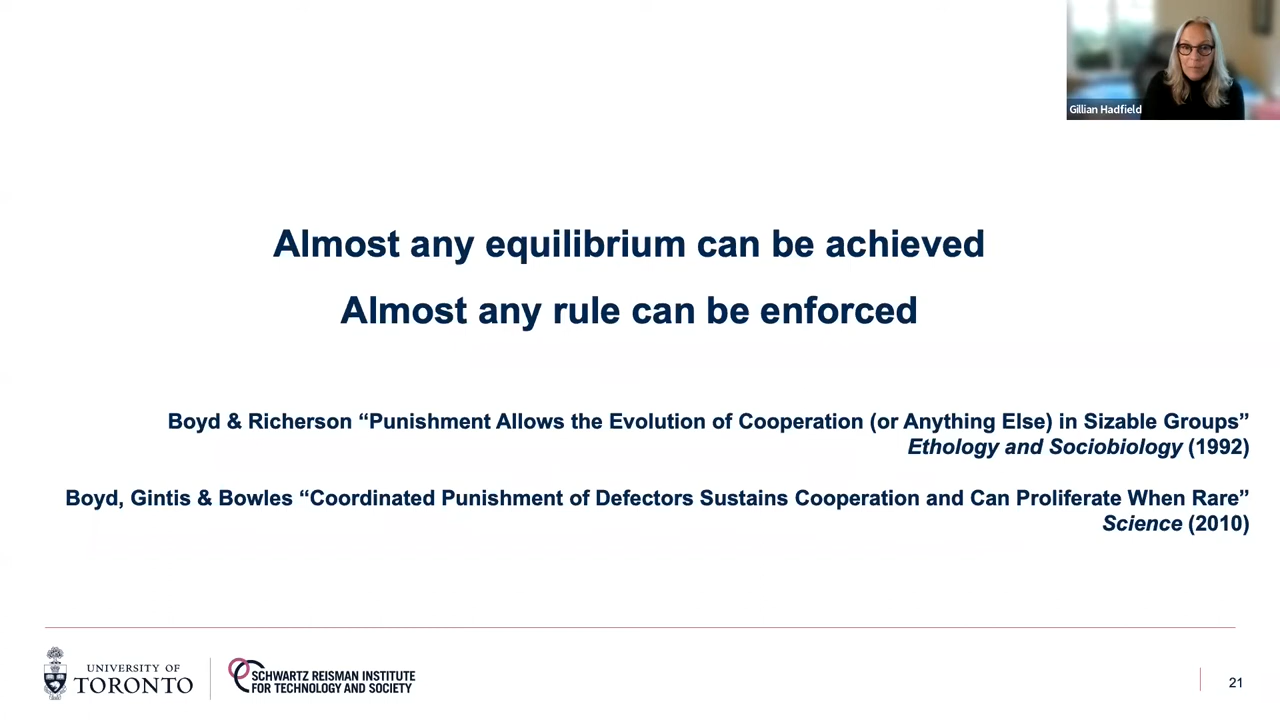 Gillian Hadfield
Almost any equilibrium can be achieved
Almost any rule can be enforced
Boyd & Richerson “Punishment Allows the Evolution of Cooperation (or Anything Else) in Sizable Groups”
Ethology and Sociobiology (1992)
Boyd, Gintis & Bowles “Coordinated Punishment of Defectors Sustains Cooperation and Can Proliferate When Rare”
Science (2010)
UNIVERSITY OF
TORONTO
SCHWARTZ REISMAN INSTITUTE
FOR TECHNOLOGY AND SOCIETY
21